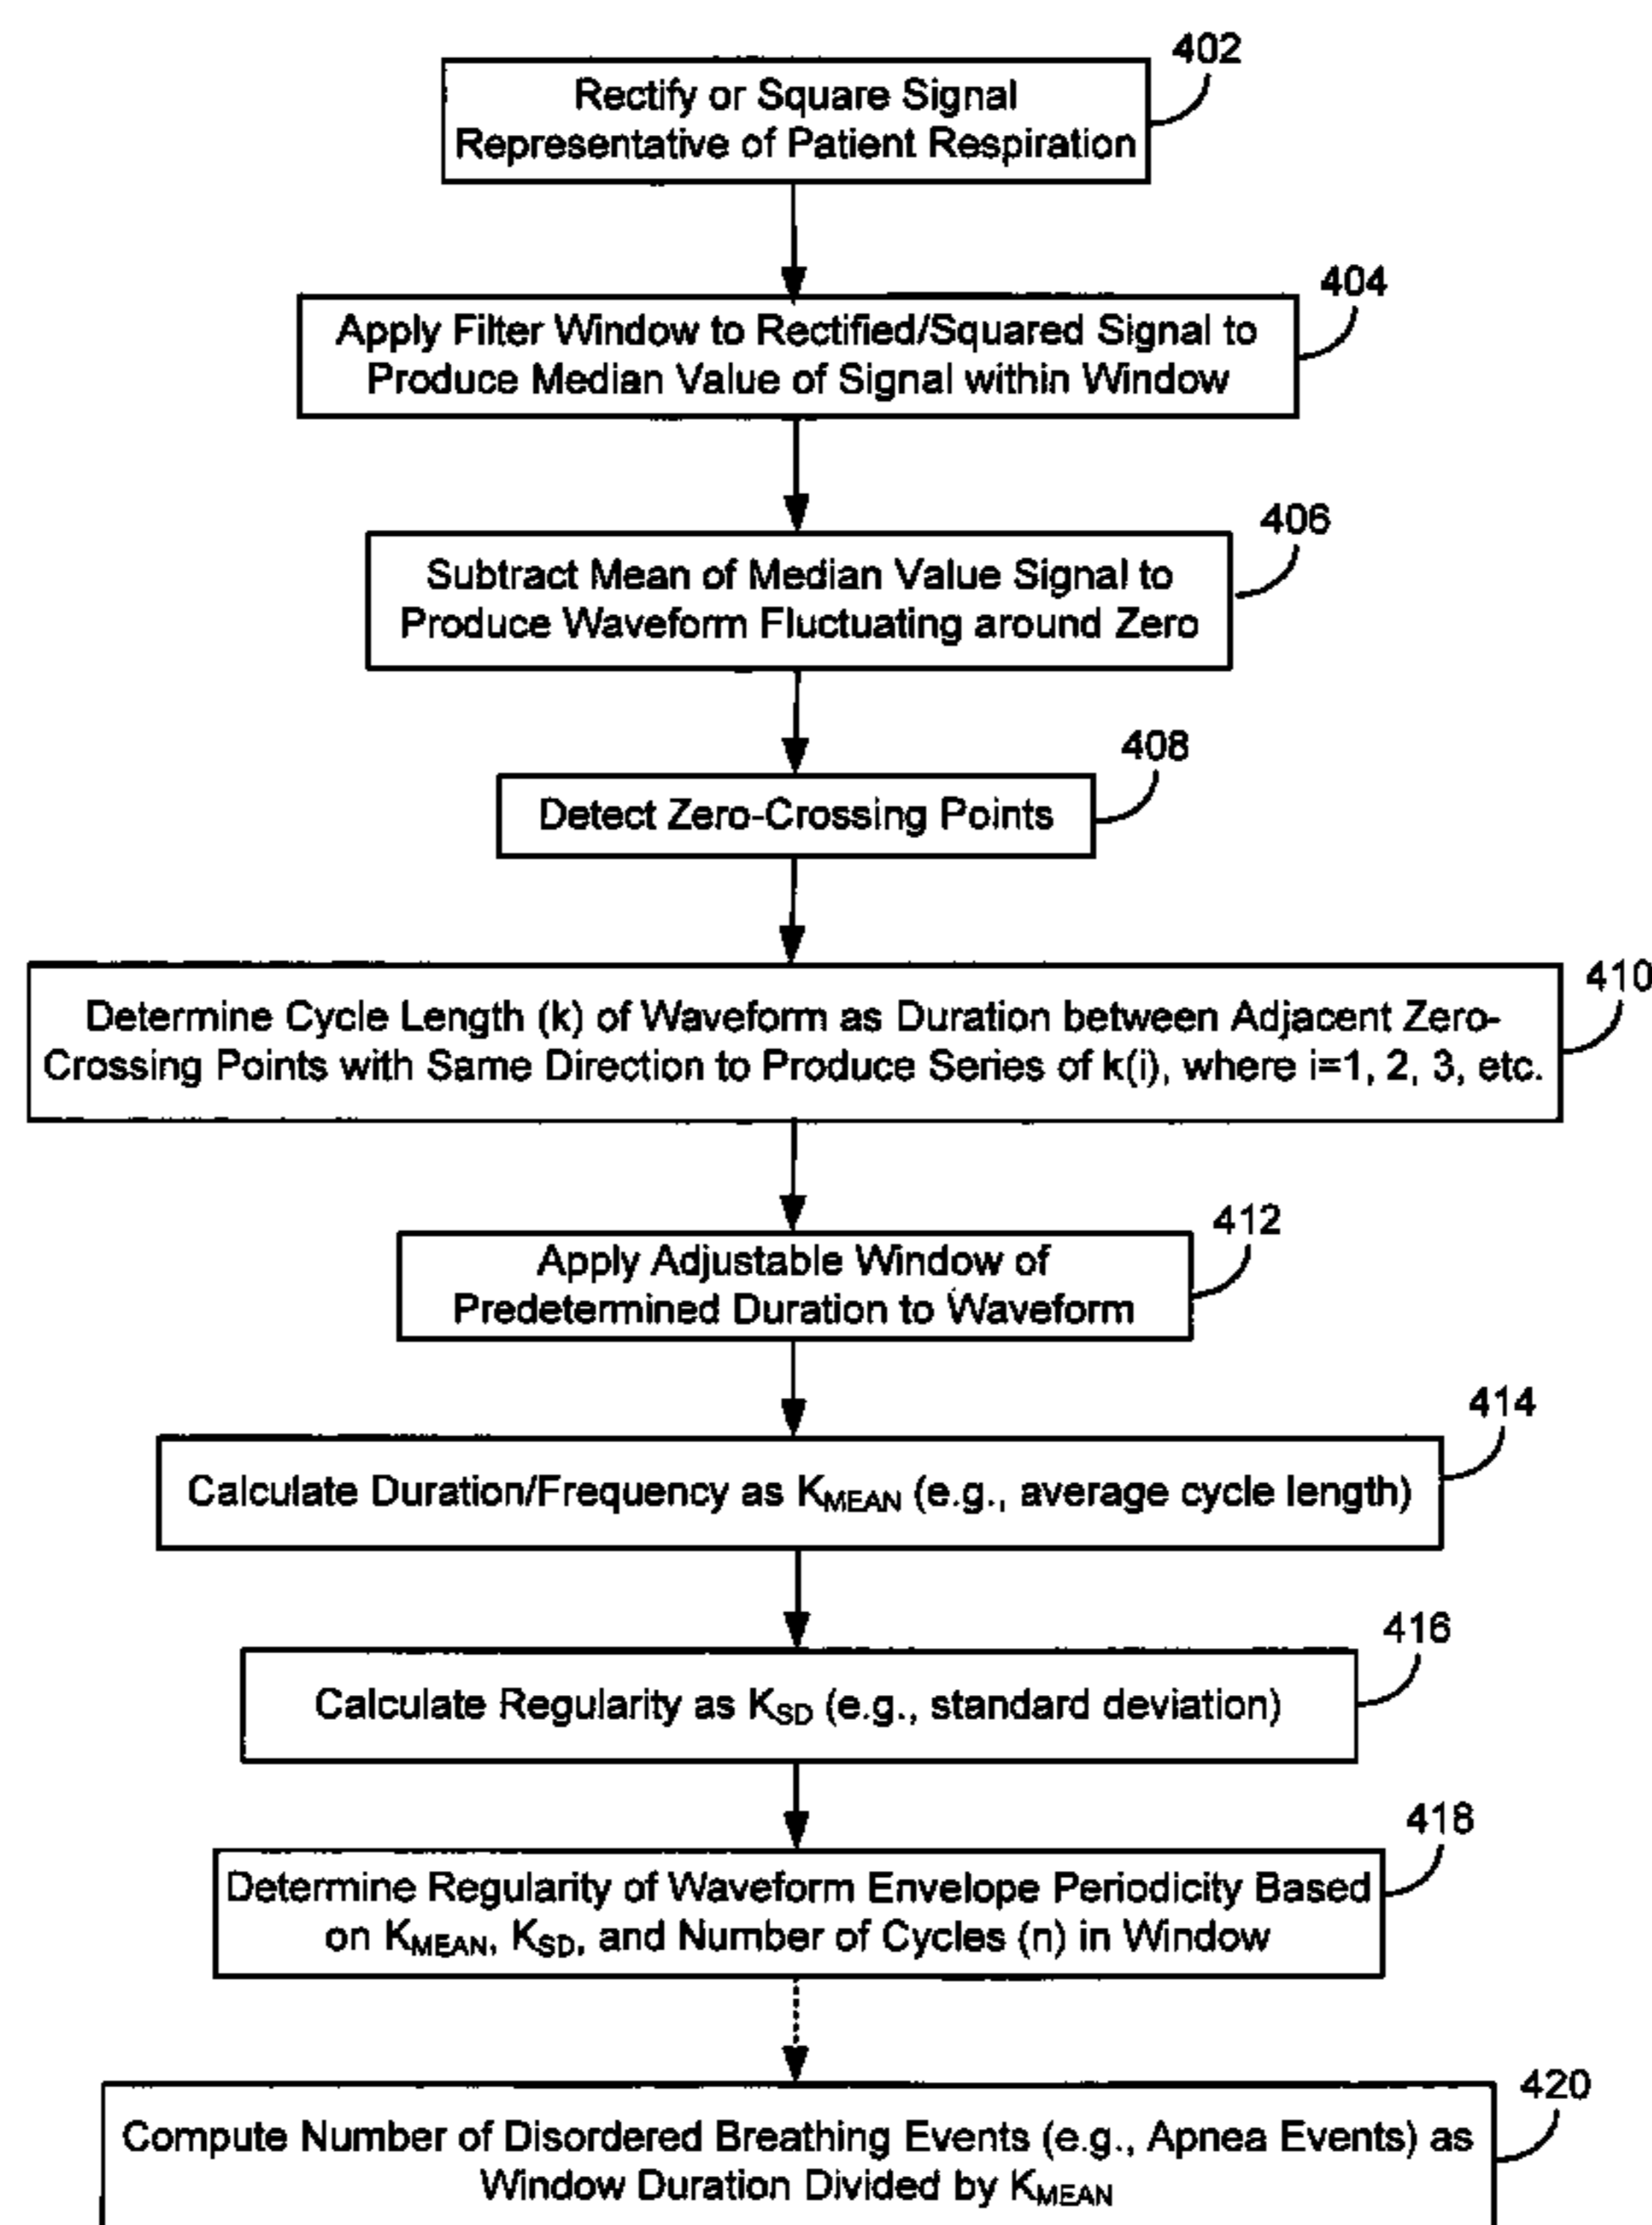 402
Rectify or Square Signal
Representative of Patient Respiration
404
Apply Filter Window to Rectified/Squared Signal to
Produce Median Value of Signal within Window
406
Subtract Mean of Median Value Signal to
Produce Waveform Fluctuating around Zero
408
Detect Zero-Crossing Points
410
Determine Cycle Length (k) of Waveform as Duration between Adjacent Zero-
Crossing Points with Same Direction to Produce Series of k(i), where i=1, 2, 3, etc.
412
Apply Adjustable Window of
Predetermined Duration to Waveform
414
Calculate Duration/Frequency as KMEAN (e.g., average cycle length)
416
Calculate Regularity as KSD (e.g., standard deviation)
418
Determine Regularity of Waveform Envelope Periodicity Based
on KMEAN, KSD, and Number of Cycles (n) in Window
420
Compute Number of Disordered Breathing Events (e.g., Apnea Events) as
Window Duration Divided by KMEAN